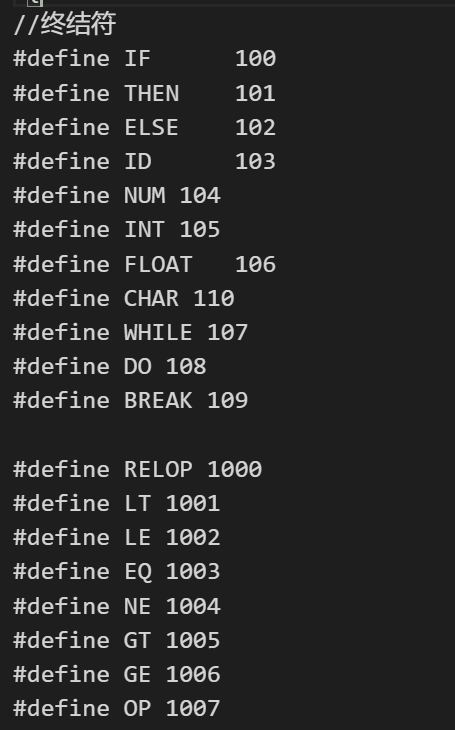 //终结符
#define IF      100
#define THEN    101
#define ELSE    102
#define ID      103
#define NUM 104
#define INT 105
#define FLOAT   106
#define CHAR 110
#define WHILE 107
#define DO 108
#define BREAK 109

#define RELOP 1000
#define LT 1001
#define LE 1002
#define EQ 1003
#define NE 1004
#define GT 1005
#define GE 1006
#define OP 1007